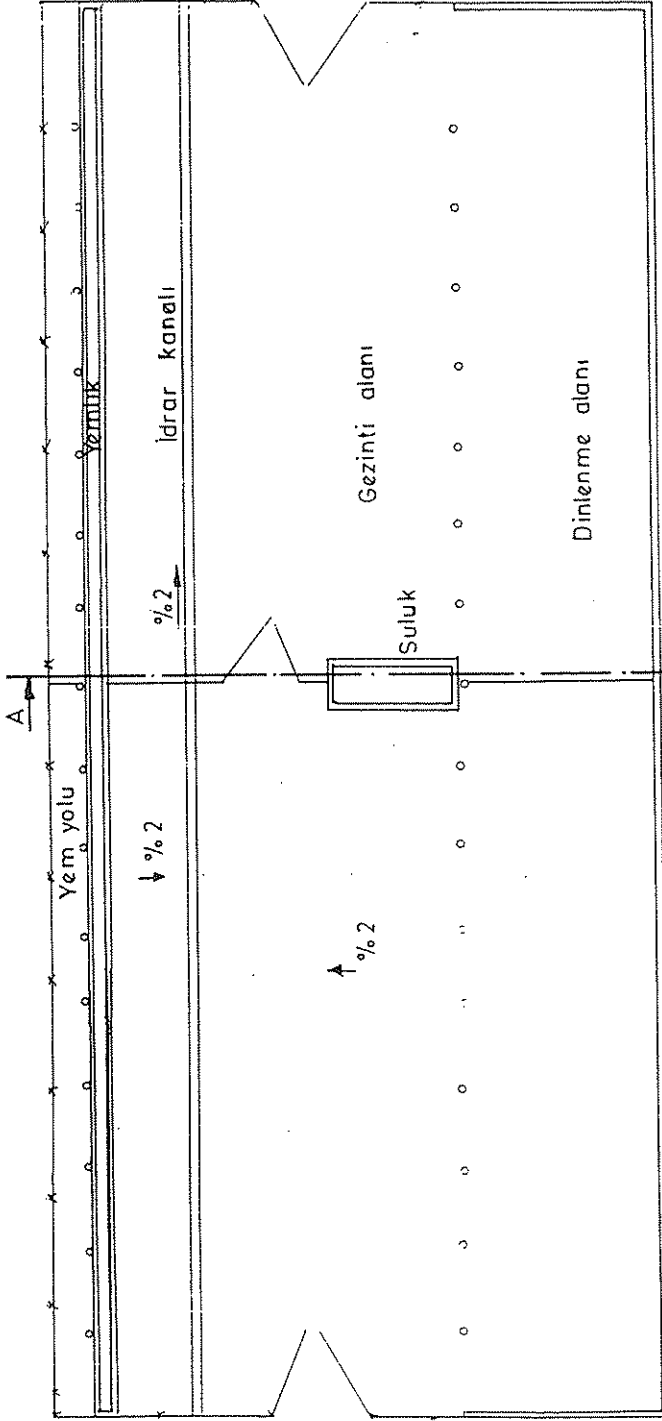 A
Yem yolu
Yemlik
İdrar kanalı
%2
%2
%2
Gezinti alanı
Suluk
Dinlenme alanı